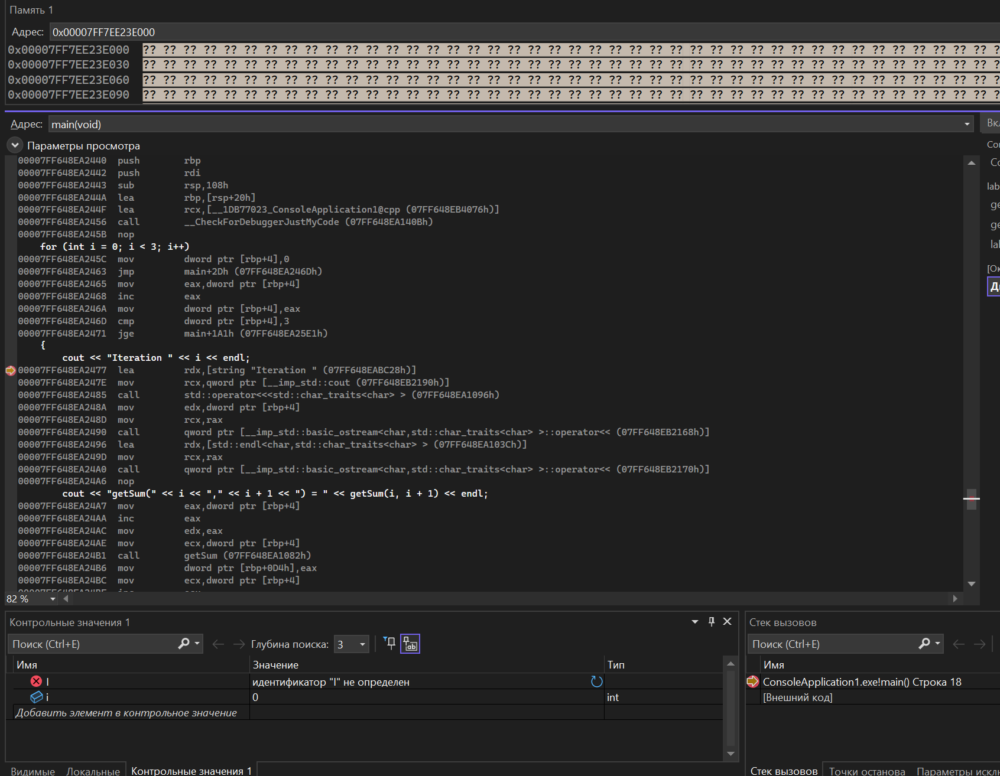 Память 1
Адрес: 0x00007FF7EE23E000
0x00007FF7EE23E000 ?? ?? ?? ?? ?? ?? ?? ?? ?? ?? ?? ?? ?? ?? ?? ?? ?? ?? ?? ?? ?? ?? ?? ?? ?? ?? ?? ?? ?? ?? ?? ?? ?? ?? ?? ?? ?? ?? ?? ?? ?? ?? ?
0x00007FF7EE23E030 ?? ?? ?? ?? ?? ?? ?? ?? ?? ?? ?? ?? ?? ?? ?? ?? ?? ?? ?? ?? ?? ?? ?? ?? ?? ?? ?? ?? ?? ?? ?? ?? ?? ?? ?? ?? ?? ?? ?? ?? ?? ?? ?
0x00007FF7EE23E060 ?? ?? ?? ?? ?? ?? ?? ?? ?? ?? ?? ?? ?? ?? ?? ?? ?? ?? ?? ?? ?? ?? ?? ?? ?? ?? ?? ?? ?? ?? ?? ?? ?? ?? ?? ?? ?? ?? ?? ?? ?? ?? ?
0x00007FF7EE23E090 ?? ?? ?? ?? ?? ?? ?? ?? ?? ?? ?? ?? ?? ?? ?? ?? ?? ?? ?? ?? ?? ?? ?? ?? ?? ?? ?? ?? ?? ?? ?? ?? ?? ?? ?? ?? ?? ?? ?? ?? ?? ?? ?
Адрес: main(void)
Параметры просмотра
00007FF648EA2440 push rbp
00007FF648EA2442 push rdi
00007FF648EA2443 sub rsp,108h
00007FF648EA244A lea rbp,[rsp+20h]
00007FF648EA244F lea rcx,[__1DB77023_ConsoleApplication1@cpp (07FF648EB4076h)]
00007FF648EA2456 call __CheckForDebuggerJustMyCode (07FF648EA140Bh)
00007FF648EA245B nop
for (int i = 0; i < 3; i++)
00007FF648EA245C mov dword ptr [rbp+4],0
00007FF648EA2463 jmp main+2Dh (07FF648EA246Dh)
00007FF648EA2465 mov eax,dword ptr [rbp+4]
00007FF648EA2468 inc eax
00007FF648EA246A mov dword ptr [rbp+4],eax
00007FF648EA246D cmp dword ptr [rbp+4],3
00007FF648EA2471 jge main+1A1h (07FF648EA25E1h)
{
cout << "Iteration " << i << endl;
00007FF648EA2477 lea rdx,[string "Iteration " (07FF648EABC28h)]
00007FF648EA247E mov rcx,qword ptr [__imp_std::cout (07FF648EB2190h)]
00007FF648EA2485 call std::operator<<<std::char_traits<char> > (07FF648EA1096h)
00007FF648EA248A mov edx,dword ptr [rbp+4]
00007FF648EA248D mov rcx,rax
00007FF648EA2490 call qword ptr [__imp_std::basic_ostream<char,std::char_traits<char> >::operator<< (07FF648EB2168h)]
00007FF648EA2496 lea rdx,[std::endl<char,std::char_traits<char> > (07FF648EA103Ch)]
00007FF648EA249D mov rcx,rax
00007FF648EA24A0 call qword ptr [__imp_std::basic_ostream<char,std::char_traits<char> >::operator<< (07FF648EB2170h)]
00007FF648EA24A6 nop
cout << "getSum(" << i << "," << i + 1 << ") = " << getSum(i, i + 1) << endl;
00007FF648EA24A7 mov eax,dword ptr [rbp+4]
00007FF648EA24AA inc eax
00007FF648EA24AC mov edx,eax
00007FF648EA24AE mov ecx,dword ptr [rbp+4]
00007FF648EA24B1 call getSum (07FF648EA1082h)
00007FF648EA24B6 mov dword ptr [rbp+0D4h],eax
00007FF648EA24BC mov ecx,dword ptr [rbp+4]
82 %
Контрольные значения 1
Поиск (Ctrl+E) Глубина поиска: 3
Имя Значение Тип
I идентификатор "I" не определен
i 0 int
Добавить элемент в контрольное значение
Видимые Локальные Контрольные значения 1
Стек вызовов
Поиск (Ctrl+E)
Имя
ConsoleApplication1.exe!main() Строка 18
[Внешний код]
Стек вызовов Точки останова Параметры